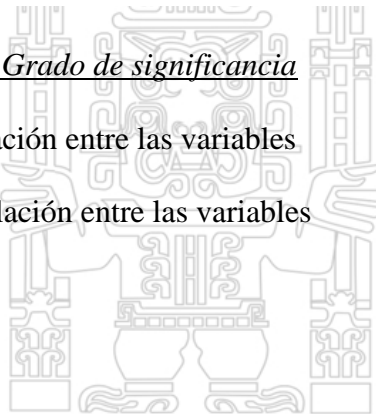 Grado de significancia
ación entre las variables
lación entre las variables